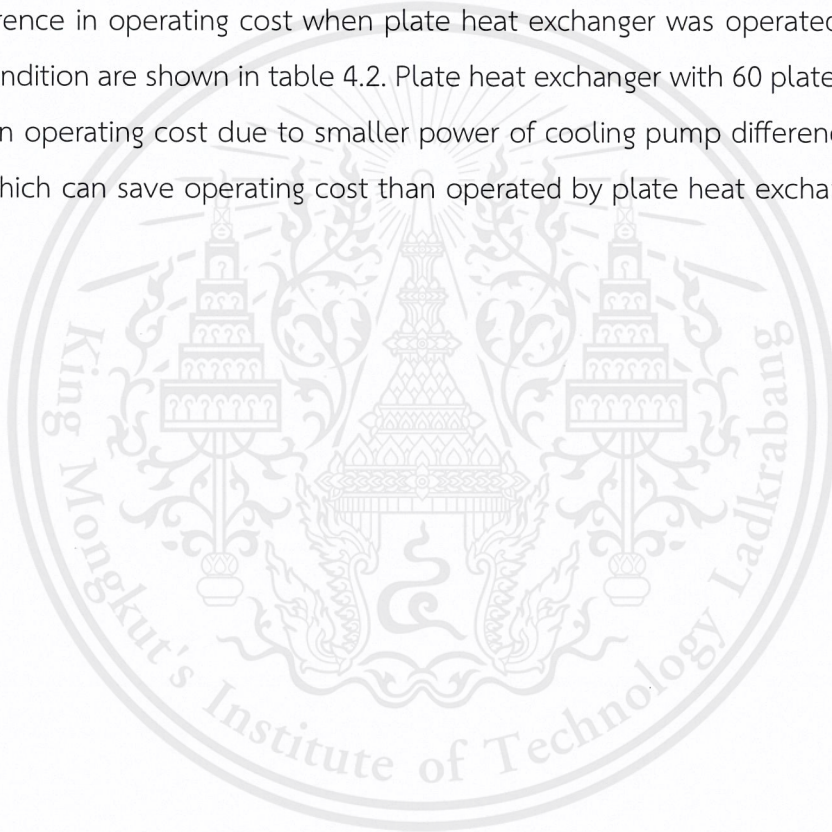 rence in operating cost when plate heat exchanger was operated
ndition are shown in table 4.2. Plate heat exchanger with 60 plate
n operating cost due to smaller power of cooling pump differen
hich can save operating cost than operated by plate heat excha
King Mongkut's Institute of Technology Ladkrabang